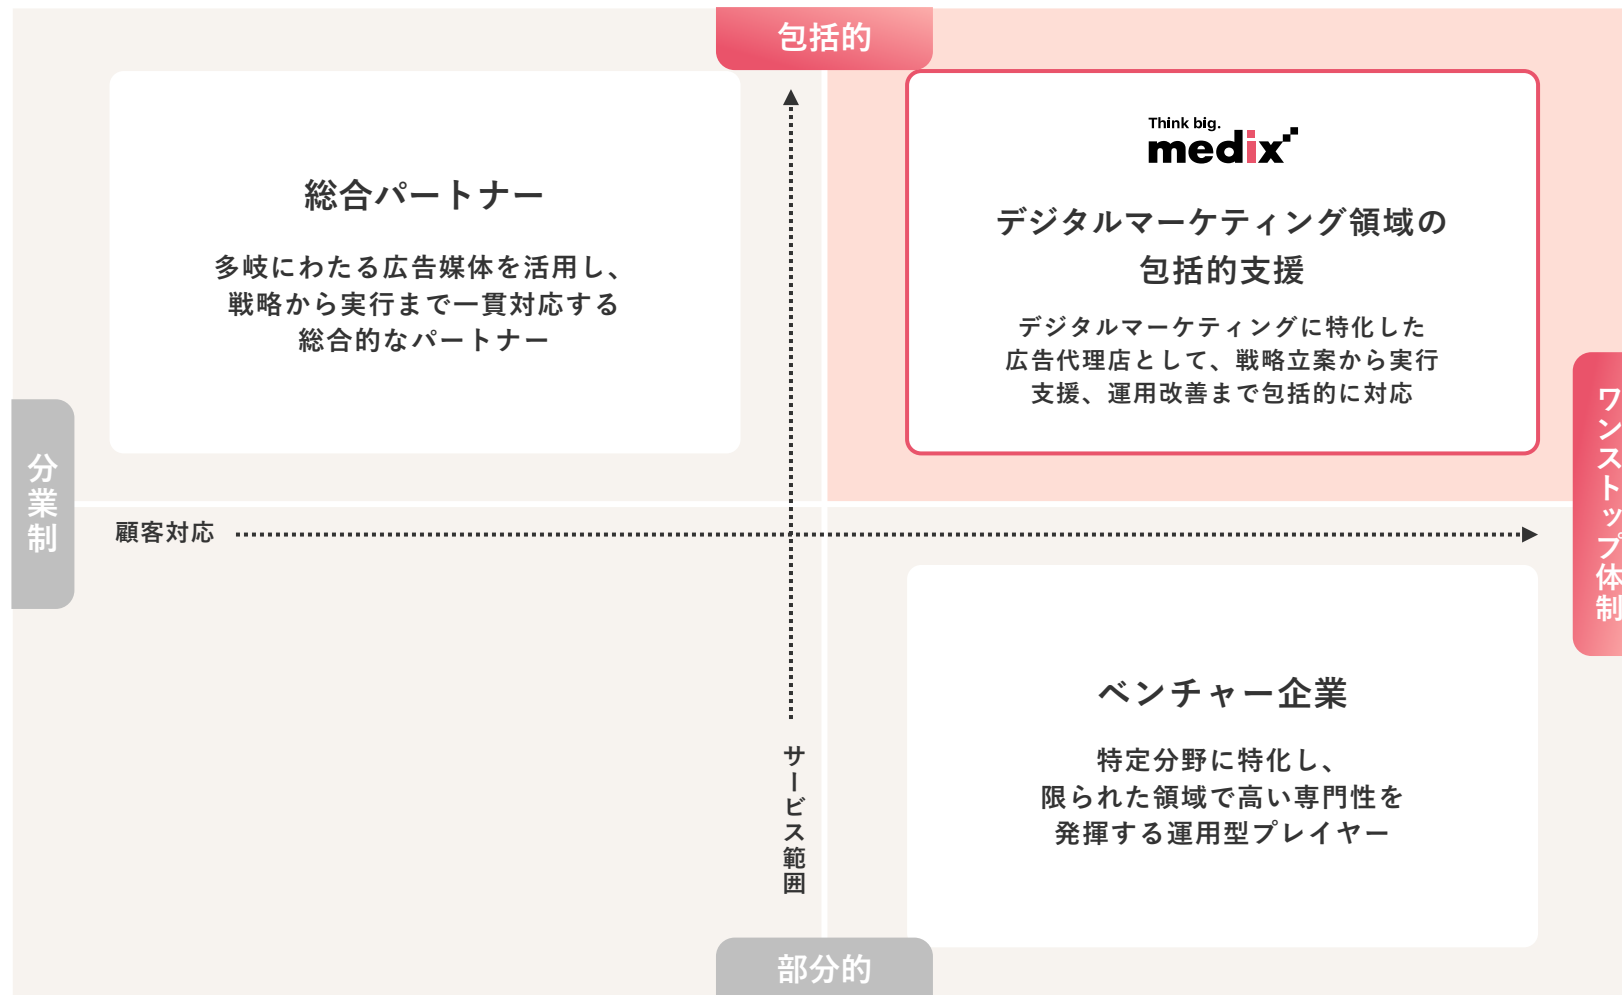 包括的
総合パートナー
多岐にわたる広告媒体を活用し、
戦略から実行まで一貫対応する
総合的なパートナー
Think big.
medix
デジタルマーケティング領域の
包括的支援
デジタルマーケティングに特化した
広告代理店として、戦略立案から実行
支援、運用改善まで包括的に対応
分業制
顧客対応
ワンストップ体制
サービス範囲
ベンチャー企業
特定分野に特化し、
限られた領域で高い専門性を
発揮する運用型プレイヤー
部分的